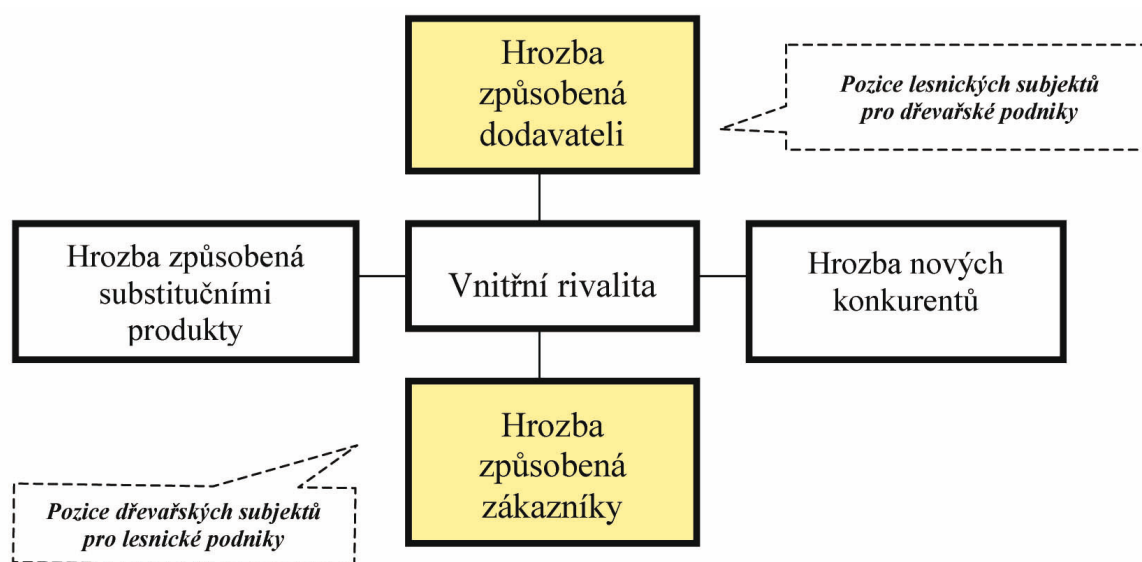 Hrozba
způsobená
dodavateli
Pozice lesnických subjektů
pro dřevařské podniky
Hrozba způsobená
substitučními
produkty
Vnitřní rivalita
Hrozba nových
konkurentů
Hrozba
způsobená
zákazníky
Pozice dřevařských subjektů
pro lesnické podniky